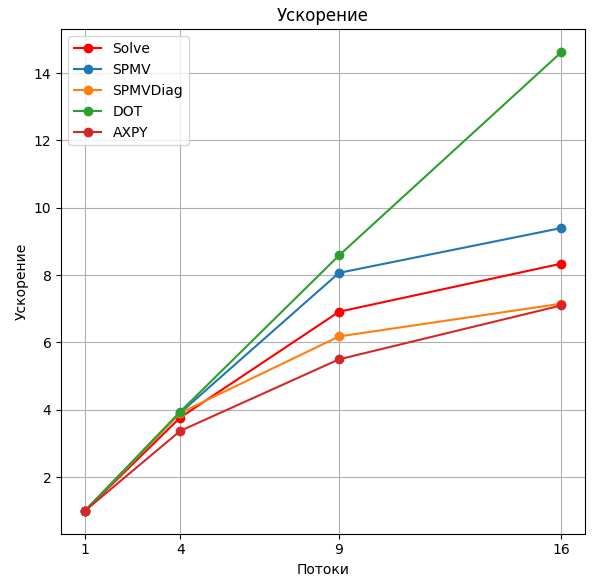 Ускорение
Solve
SPMV
SPMVDiag
DOT
AXPY
14
12
10
8
6
4
2
Ускорение
1 4 9 16
Потоки